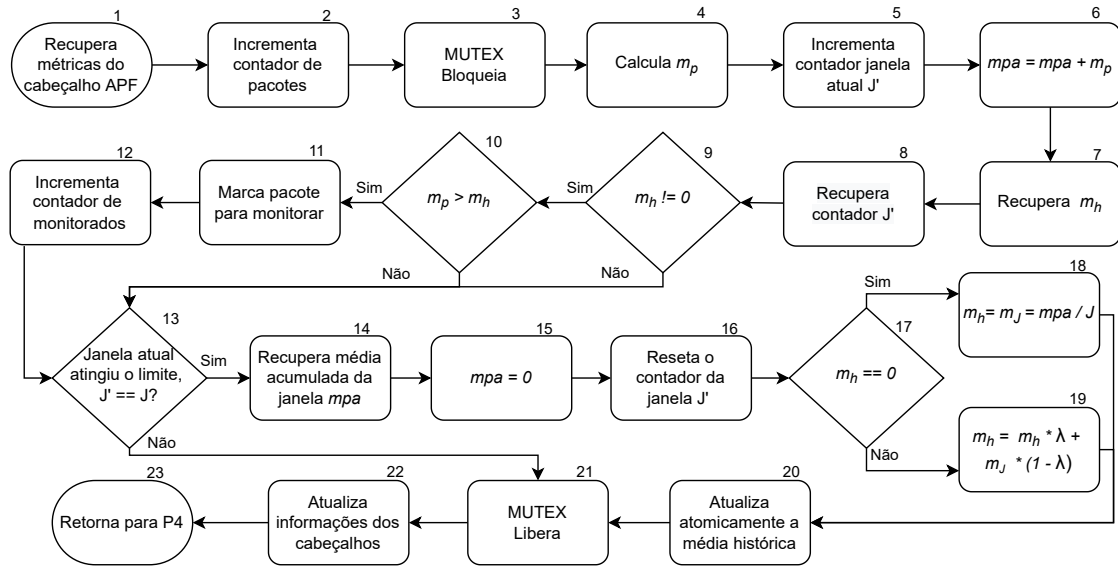 1
Recupera
métricas do
cabeçalho APF
2
Incrementa
contador de
pacotes
3
MUTEX
Bloqueia
4
Calcula m_p
5
Incrementa
contador janela
atual J'
6
mpa = mpa + m_p
7
Recupera m_h
8
Recupera
contador J'
9
m_h != 0
Sim
Não
10
m_p > m_h
Sim
Não
11
Marca pacote
para monitorar
12
Incrementa
contador de
monitorados
13
Janela atual
atingiu o limite,
J' == J?
Sim
Não
14
Recupera média
acumulada da
janela mpa
15
mpa = 0
16
Reseta o
contador da
janela J'
17
m_h == 0
Sim
Não
18
m_h= m_J = mpa / J
19
m_h = m_h * λ +
m_J * (1 - λ)
20
Atualiza
atomicamente a
média histórica
21
MUTEX
Libera
22
Atualiza
informações dos
cabeçalhos
23
Retorna para P4